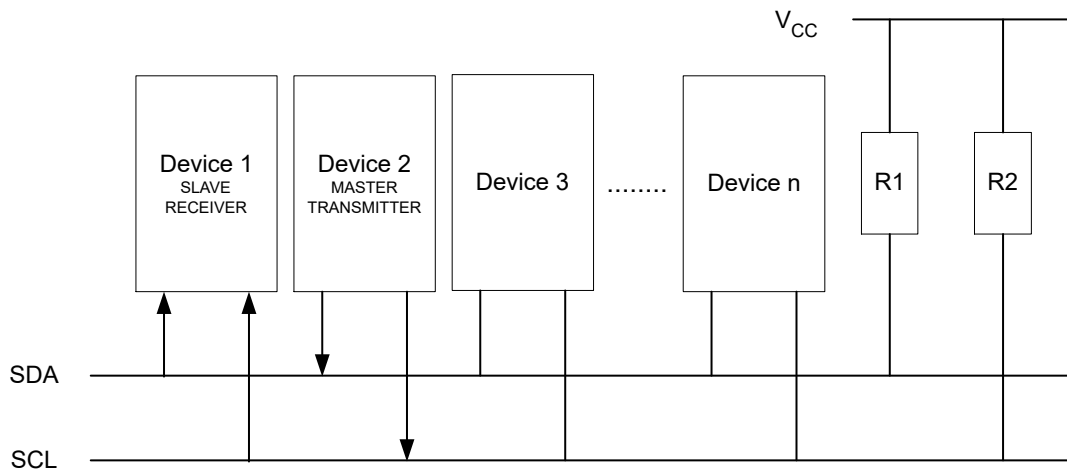 VCC
Device 1
SLAVE
RECEIVER
Device 2
MASTER
TRANSMITTER
Device 3
........
Device n
R1
R2
SDA
SCL